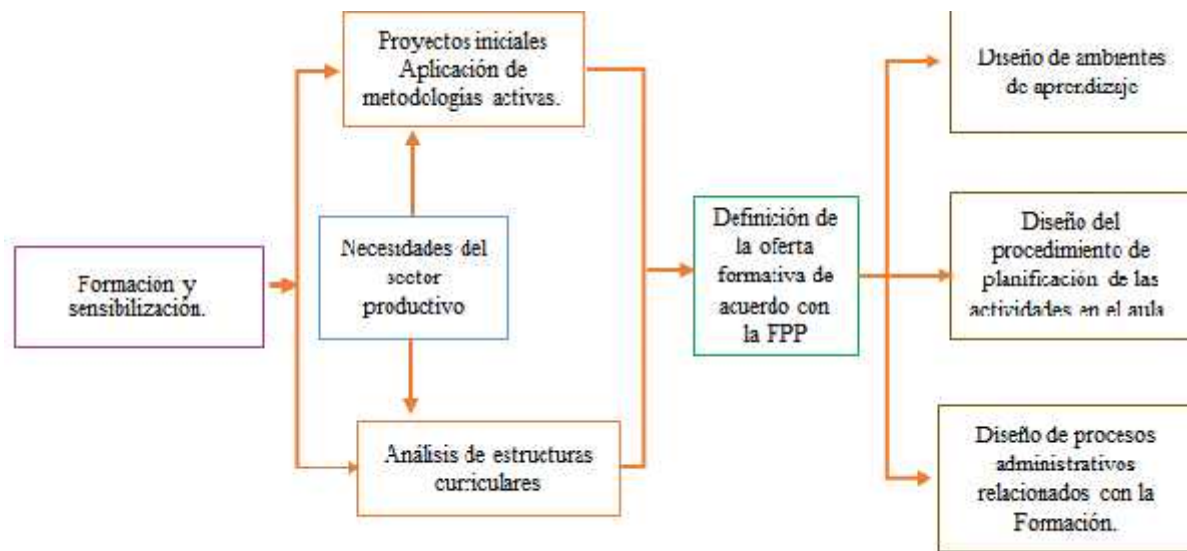 Proyectos iniciales
Aplicación de
metodologías activas.
Diseño de ambientes
de aprendizaje
Formación y
sensibilización.
Necesidades del
sector
productivo
Definición de
la oferta
formativa de
acuerdo con
la FPP
Diseño del
procedimiento de
planificación de las
actividades en el aula
Análisis de estructuras
curriculares
Diseño de procesos
administrativos
relacionados con la
Formación.